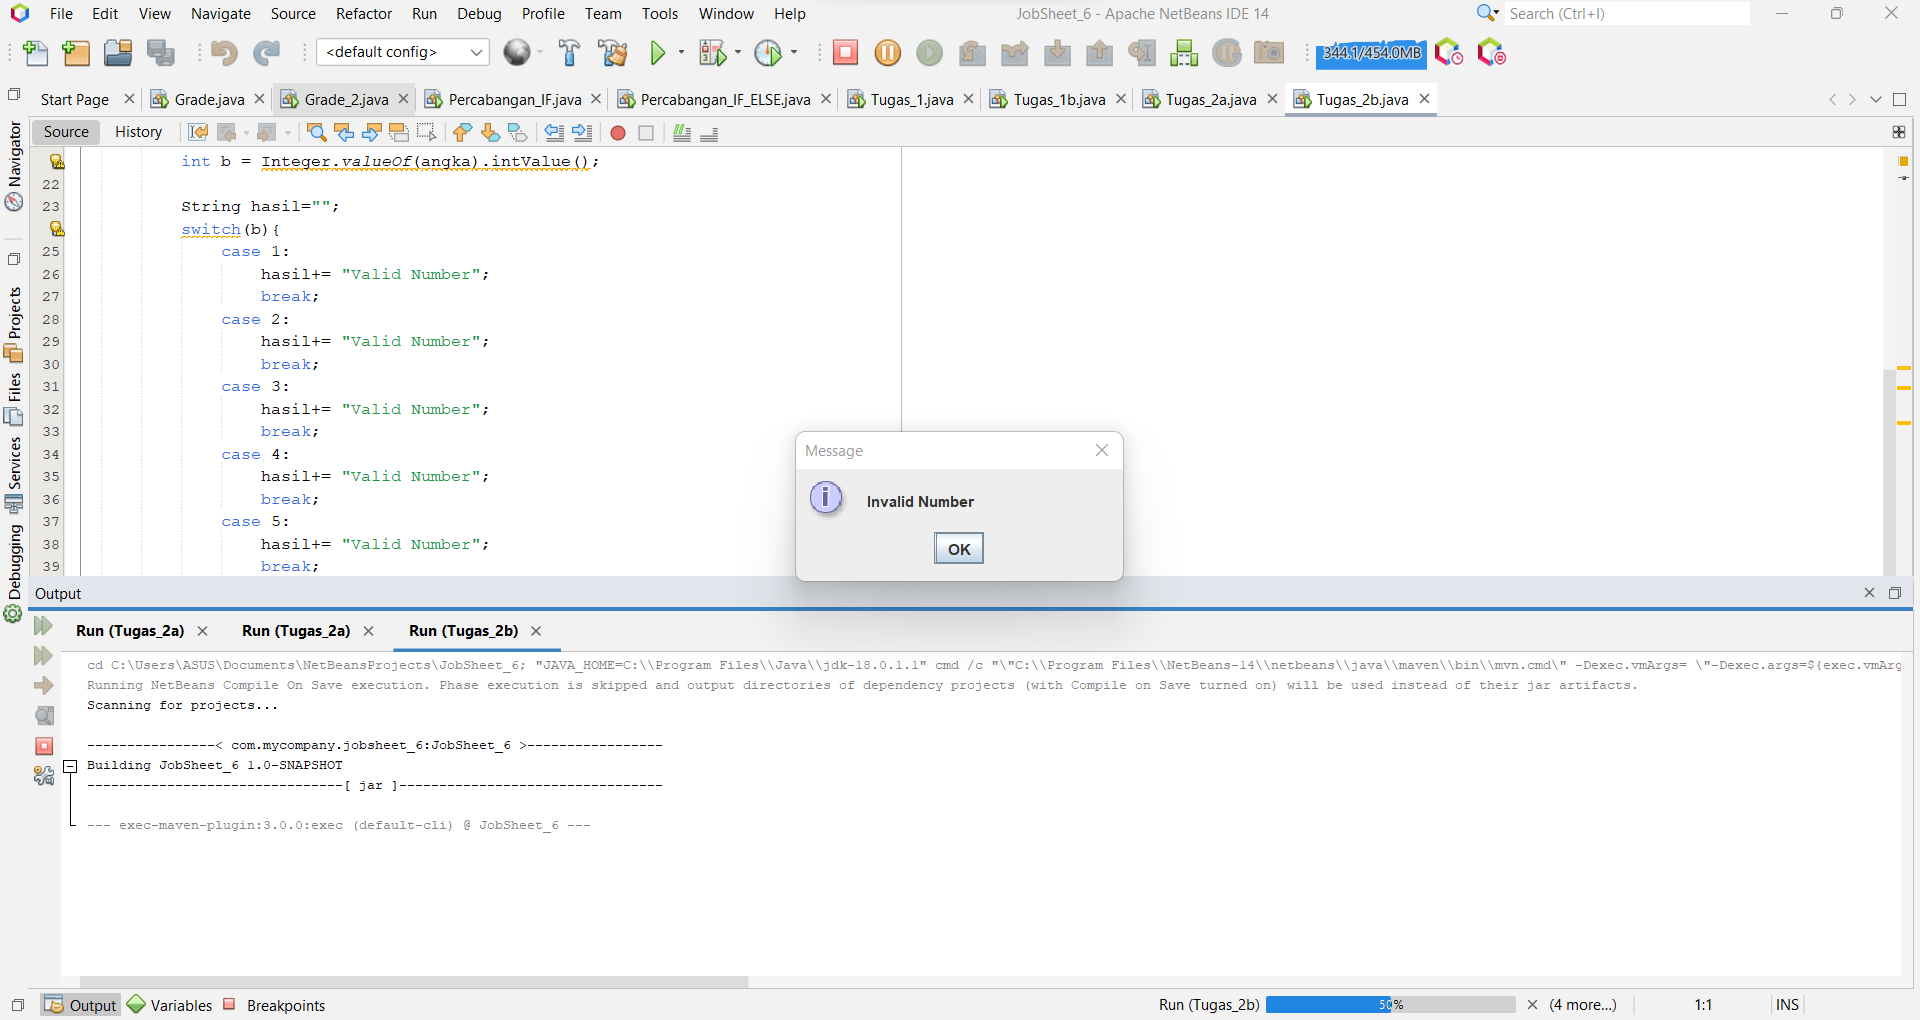 File Edit View Navigate Source Refactor Run Debug Profile Team Tools Window Help
JobSheet_6 - Apache NetBeans IDE 14
Search (Ctrl+I)
<default config>
344.1/454.0MB
Start Page
Grade.java
Grade_2.java
Percabangan_IF.java
Percabangan_IF_ELSE.java
Tugas_1.java
Tugas_1b.java
Tugas_2a.java
Tugas_2b.java
Source History
Navigator
Projects
Files
Services
Debugging
int b = Integer.valueOf(angka).intValue();
22
23 String hasil="";
switch(b){
25 case 1:
26 hasil+= "Valid Number";
27 break;
28 case 2:
29 hasil+= "Valid Number";
30 break;
31 case 3:
32 hasil+= "Valid Number";
33 break;
34 case 4:
35 hasil+= "Valid Number";
36 break;
37 case 5:
38 hasil+= "Valid Number";
39 break;
Message
Invalid Number
OK
Output
Run (Tugas_2a)
Run (Tugas_2a)
Run (Tugas_2b)
cd C:\Users\ASUS\Documents\NetBeansProjects\JobSheet_6; "JAVA_HOME=C:\\Program Files\\Java\\jdk-18.0.1.1" cmd /c "\"C:\\Program Files\\NetBeans-14\\netbeans\\java\\maven\\bin\\mvn.cmd\" -Dexec.vmArgs= \"-Dexec.args=${exec.vmArg
Running NetBeans Compile On Save execution. Phase execution is skipped and output directories of dependency projects (with Compile on Save turned on) will be used instead of their jar artifacts.
Scanning for projects...
----------------< com.mycompany.jobsheet_6:JobSheet_6 >-----------------
Building JobSheet_6 1.0-SNAPSHOT
--------------------------------[ jar ]---------------------------------
--- exec-maven-plugin:3.0.0:exec (default-cli) @ JobSheet_6 ---
Output
Variables
Breakpoints
Run (Tugas_2b)
50%
(4 more...)
1:1
INS